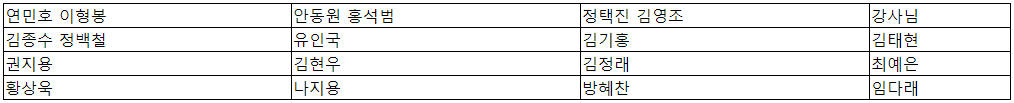 연민호 이형봉 안동원 홍석범 정택진 김영조 강사님
김종수 정백철 유인국 김기홍 김태현
권지용 김현우 김정래 최예은
황상욱 나지용 방혜찬 임다래